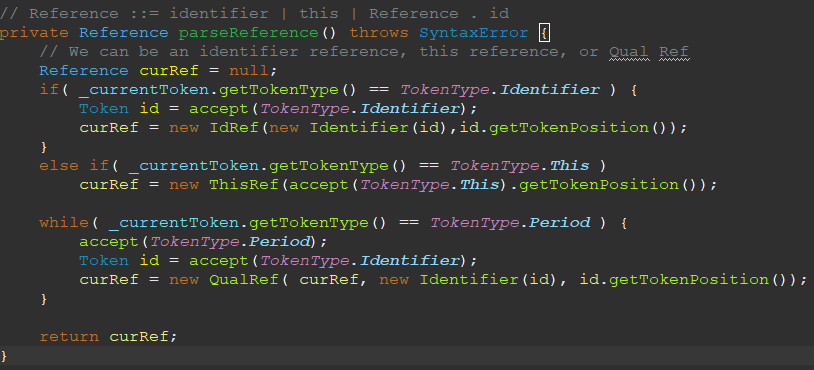 // Reference ::= identifier | this | Reference . id
private Reference parseReference() throws SyntaxError {
    // We can be an identifier reference, this reference, or Qual Ref
    Reference curRef = null;
    if( _currentToken.getTokenType() == TokenType.Identifier ) {
        Token id = accept(TokenType.Identifier);
        curRef = new IdRef(new Identifier(id),id.getTokenPosition());
    }
    else if( _currentToken.getTokenType() == TokenType.This )
        curRef = new ThisRef(accept(TokenType.This).getTokenPosition());

    while( _currentToken.getTokenType() == TokenType.Period ) {
        accept(TokenType.Period);
        Token id = accept(TokenType.Identifier);
        curRef = new QualRef( curRef, new Identifier(id), id.getTokenPosition());
    }

    return curRef;
}